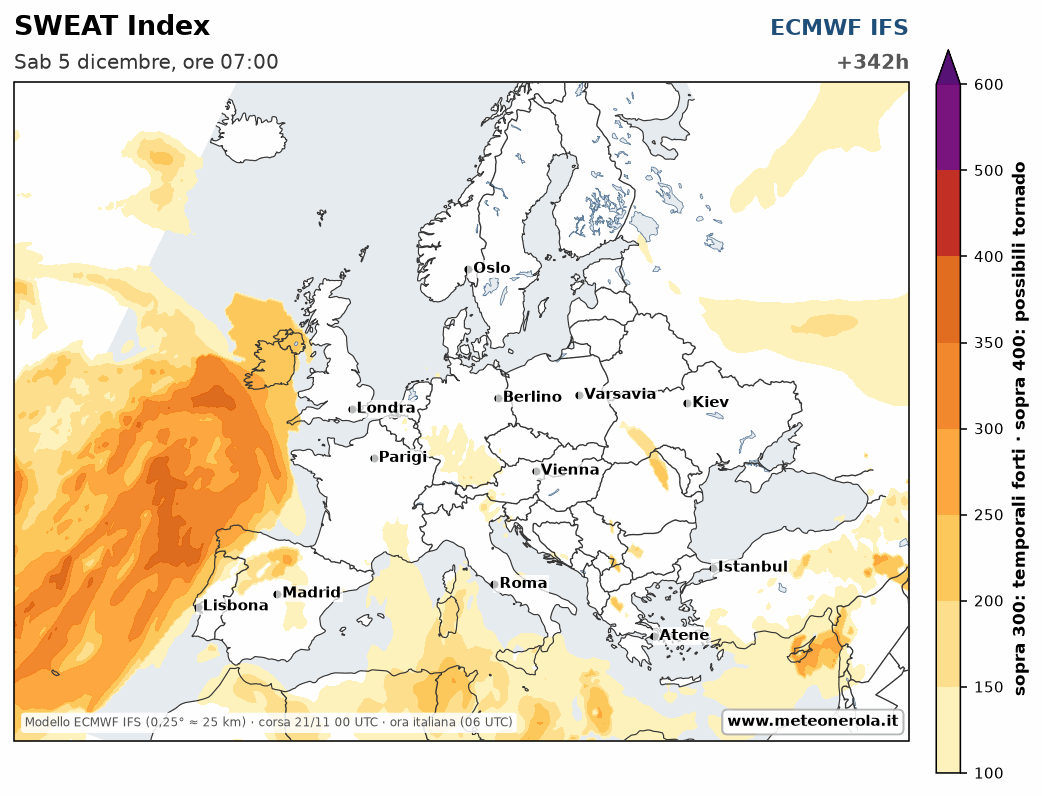 SWEAT Index
ECMWF IFS
Sab 5 dicembre, ore 07:00
+342h
Oslo
Londra
Berlino
Varsavia
Kiev
Parigi
Vienna
Istanbul
Roma
Madrid
Lisbona
Atene
Modello ECMWF IFS (0,25° ≈ 25 km) · corsa 21/11 00 UTC · ora italiana (06 UTC)
www.meteonerola.it
600
500
400
350
300
250
200
150
100
sopra 300: temporali forti · sopra 400: possibili tornado